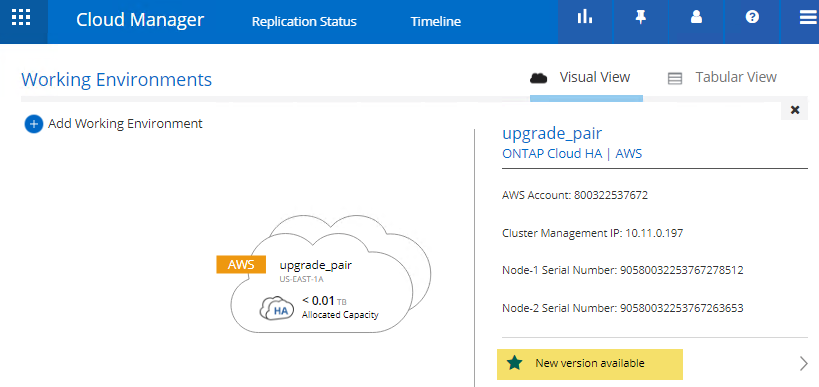 Cloud Manager
Replication Status
Timeline
Working Environments
Visual View
Tabular View
Add Working Environment
upgrade_pair
ONTAP Cloud HA | AWS
AWS Account: 800322537672
Cluster Management IP: 10.11.0.197
Node-1 Serial Number: 90580032253767278512
Node-2 Serial Number: 90580032253767263653
New version available
AWS
upgrade_pair
US-EAST-1A
HA
< 0.01 TB
Allocated Capacity